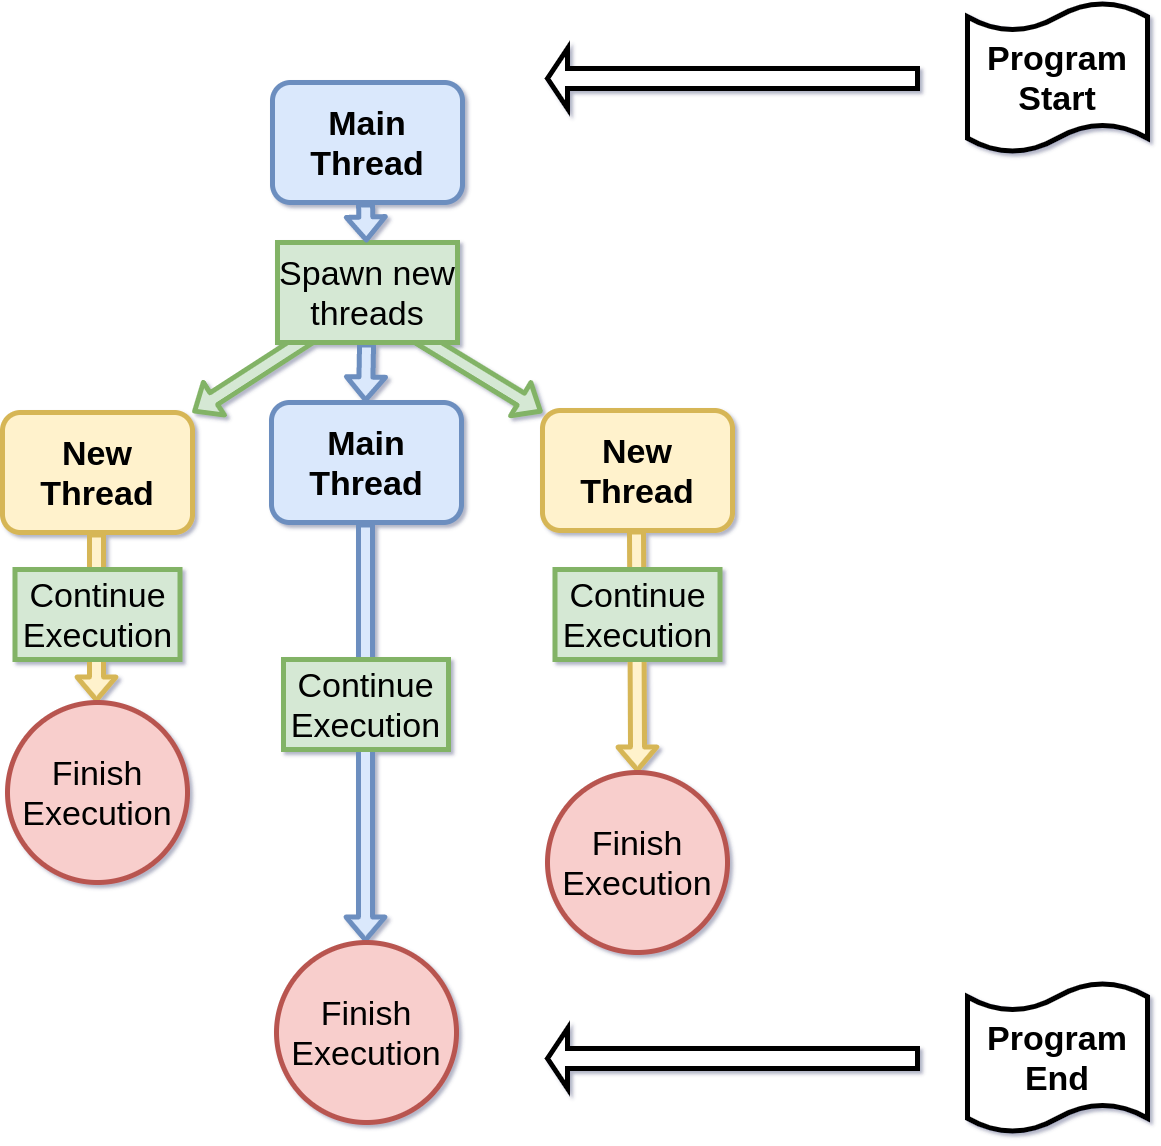 Program
Start
Main
Thread
Spawn new
threads
New
Thread
Main
Thread
New
Thread
Continue
Execution
Continue
Execution
Continue
Execution
Finish
Execution
Finish
Execution
Finish
Execution
Program
End